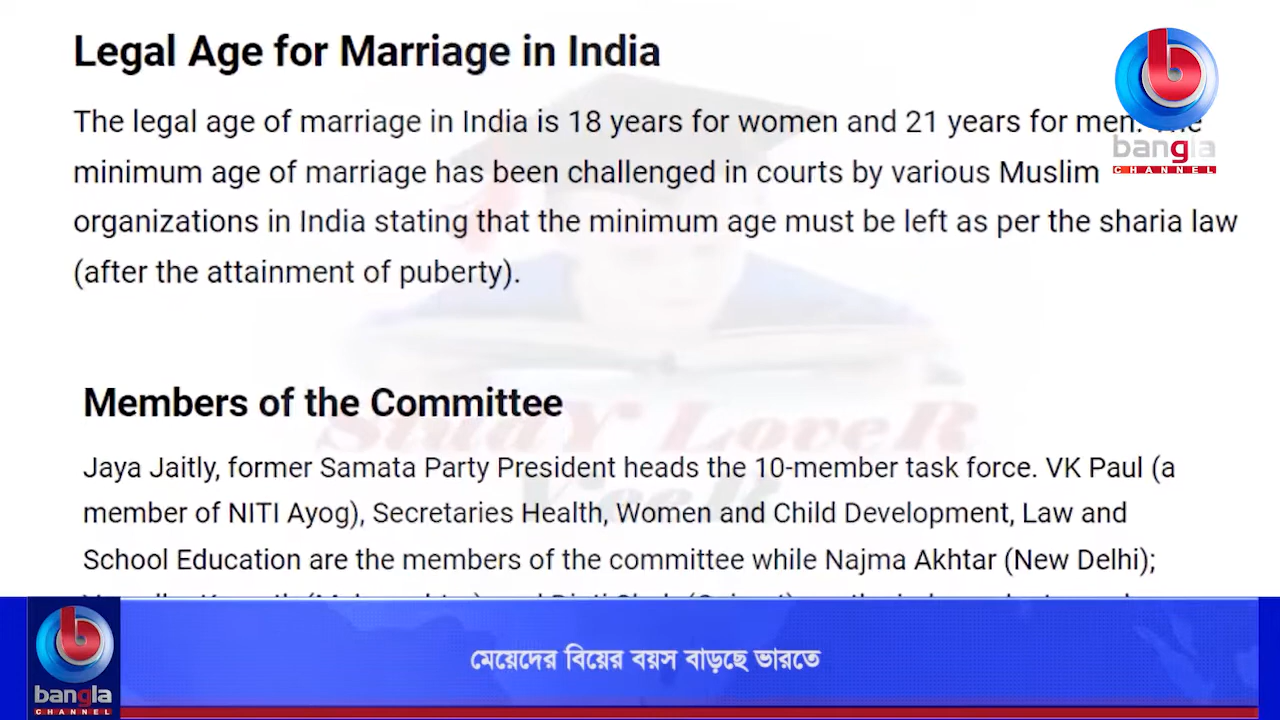 Legal Age for Marriage in India
The legal age of marriage in India is 18 years for women and 21 years for men. The
minimum age of marriage has been challenged in courts by various Muslim
organizations in India stating that the minimum age must be left as per the sharia law
(after the attainment of puberty).
bangla
CHANNEL
Members of the Committee
StudY LoveR
VeeR
Jaya Jaitly, former Samata Party President heads the 10-member task force. VK Paul (a
member of NITI Ayog), Secretaries Health, Women and Child Development, Law and
School Education are the members of the committee while Najma Akhtar (New Delhi);
মেয়েদের বিয়ের বয়স বাড়ছে ভারতে
bangla
CHANNEL